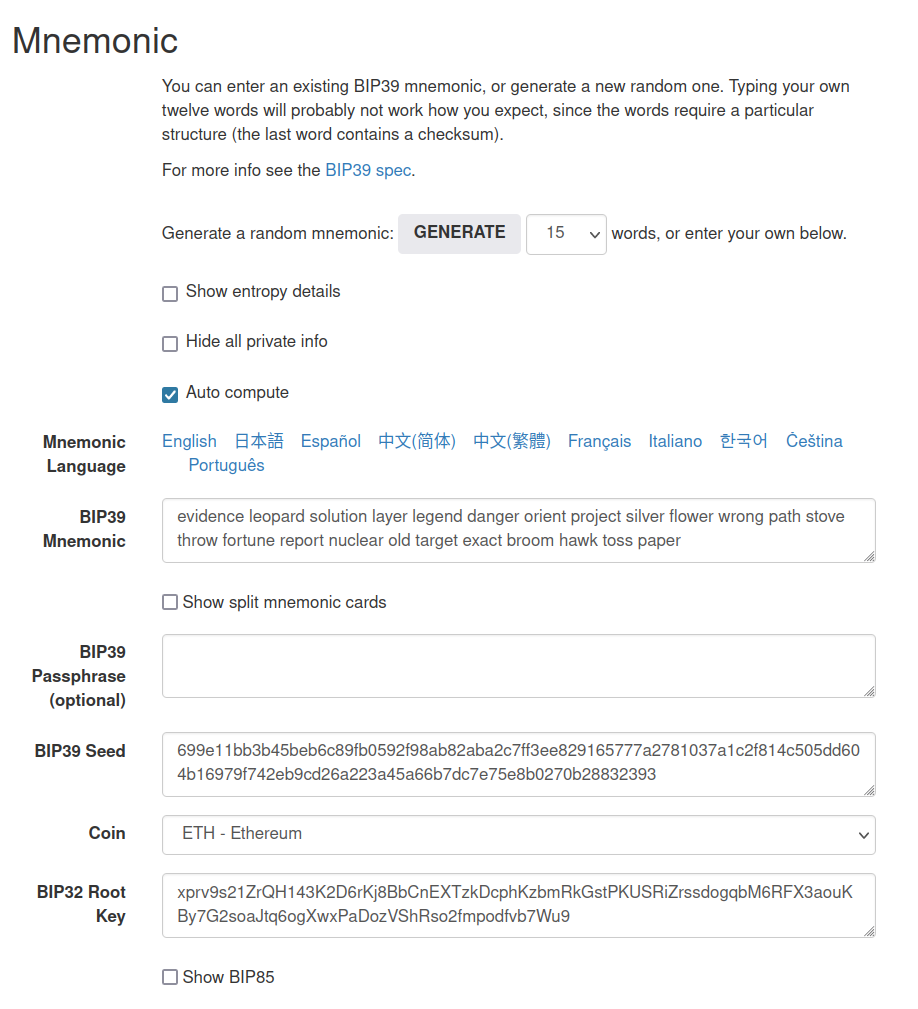 Mnemonic
You can enter an existing BIP39 mnemonic, or generate a new random one. Typing your own
twelve words will probably not work how you expect, since the words require a particular
structure (the last word contains a checksum).
For more info see the BIP39 spec.
Generate a random mnemonic: GENERATE 15 words, or enter your own below.
Show entropy details
Hide all private info
Auto compute
Mnemonic Language
English 日本語 Español 中文(简体) 中文(繁體) Français Italiano 한국어 Čeština
Português
BIP39 Mnemonic
evidence leopard solution layer legend danger orient project silver flower wrong path stove
throw fortune report nuclear old target exact broom hawk toss paper
Show split mnemonic cards
BIP39 Passphrase (optional)
BIP39 Seed
699e11bb3b45beb6c89fb0592f98ab82aba2c7ff3ee829165777a2781037a1c2f814c505dd60
4b16979f742eb9cd26a223a45a66b7dc7e75e8b0270b28832393
Coin
ETH - Ethereum
BIP32 Root Key
xprv9s21ZrQH143K2D6rKj8BbCnEXTzkDcphKzbmRkGstPKUSRiZrssdogqbM6RFX3aouK
By7G2soaJtq6ogXwxPaDozVShRso2fmpodfvb7Wu9
Show BIP85